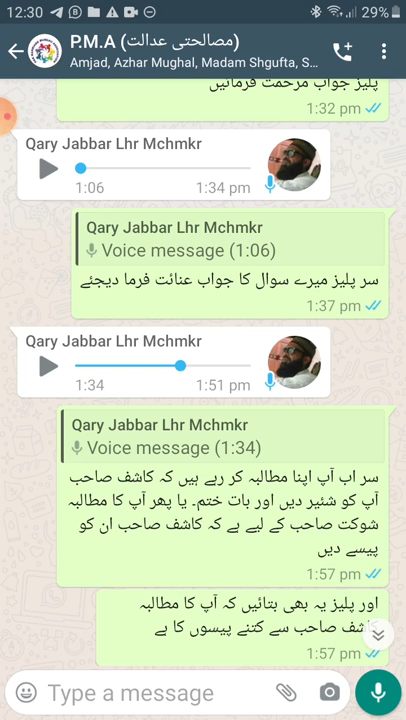 12:30
29%
P.M.A (مصالحتی عدالت)
Amjad, Azhar Mughal, Madam Shgufta, S...
پلیز جواب مرحمت فرمائیں
1:32 pm
Qary Jabbar Lhr Mchmkr
1:06 1:34 pm
Qary Jabbar Lhr Mchmkr
Voice message (1:06)
سر پلیز میرے سوال کا جواب عنائت فرما دیجئے
1:37 pm
Qary Jabbar Lhr Mchmkr
1:34 1:51 pm
Qary Jabbar Lhr Mchmkr
Voice message (1:34)
سر اب آپ اپنا مطالبہ کر رہے ہیں کہ کاشف صاحب
آپ کو شئیر دیں اور بات ختم۔ یا پھر آپ کا مطالبہ
شوکت صاحب کے لیے ہے کہ کاشف صاحب ان کو
پیسے دیں
1:57 pm
اور پلیز یہ بھی بتائیں کہ آپ کا مطالبہ
کاشف صاحب سے کتنے پیسوں کا ہے
1:57 pm
Type a message